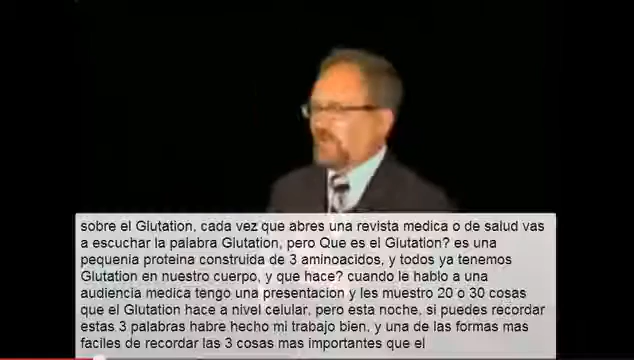 sobre el Glutation, cada vez que abres una revista medica o de salud vas
a escuchar la palabra Glutation, pero Que es el Glutation? es una
pequenia proteina construida de 3 aminoacidos, y todos ya tenemos
Glutation en nuestro cuerpo, y que hace? cuando le hablo a una
audiencia medica tengo una presentacion y les muestro 20 o 30 cosas
que el Glutation hace a nivel celular, pero esta noche, si puedes recordar
estas 3 palabras habre hecho mi trabajo bien, y una de las formas mas
faciles de recordar las 3 cosas mas importantes que el